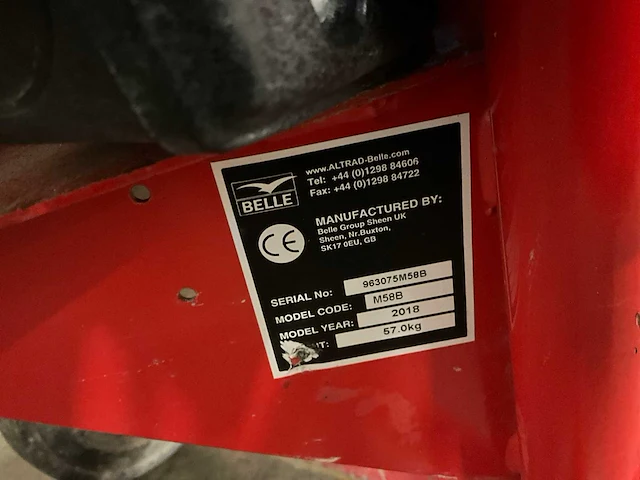 www.ALTRAD-Belle.com
Tel: +44 (0)1298 84606
Fax: +44 (0)1298 84722
BELLE
MANUFACTURED BY:
Belle Group Sheen UK
Sheen, Nr.Buxton,
SK17 0EU, GB
CE
SERIAL No: 963075M58B
MODEL CODE: M58B
MODEL YEAR: 2018
57.0kg